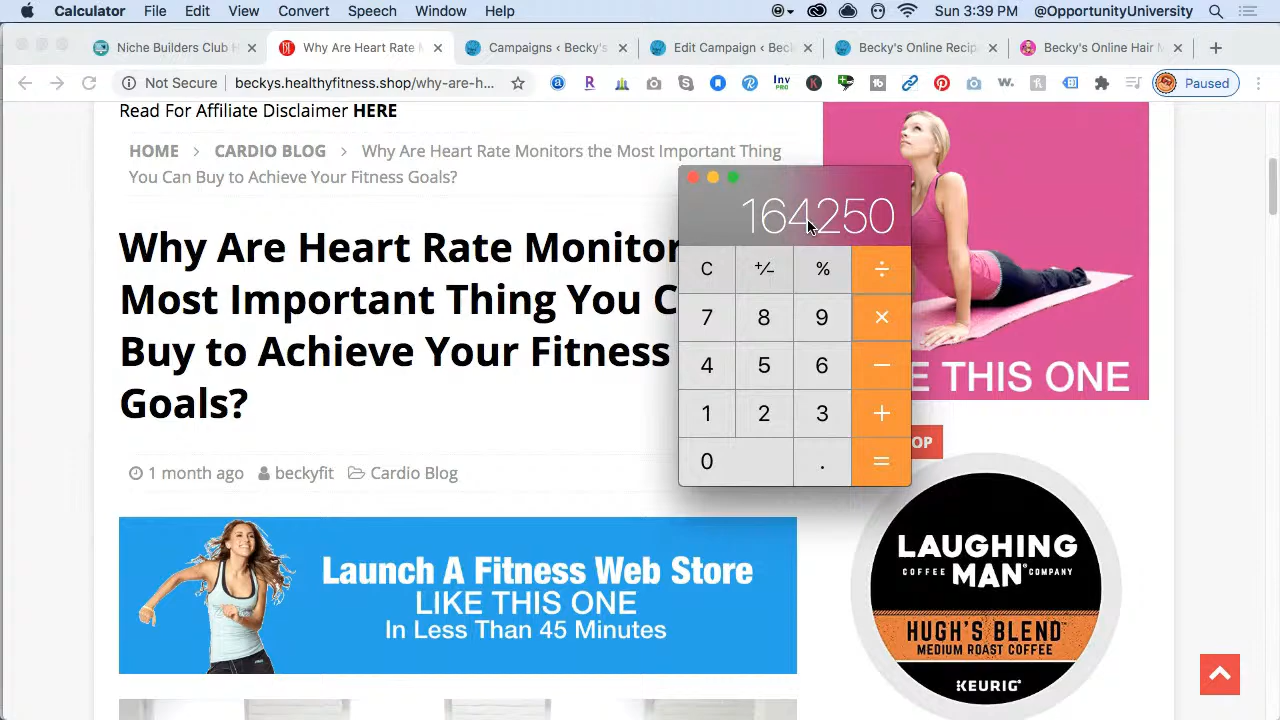 Calculator File Edit View Convert Speech Window Help Sun 3:39 PM @OpportunityUniversity
Niche Builders Club H Why Are Heart Rate M Campaigns ‹ Becky's Edit Campaign ‹ Beck Becky's Online Recip Becky's Online Hair M
Not Secure beckys.healthyfitness.shop/why-are-h... Inv PRO Paused
Read For Affiliate Disclaimer HERE
HOME > CARDIO BLOG > Why Are Heart Rate Monitors the Most Important Thing
You Can Buy to Achieve Your Fitness Goals?
Why Are Heart Rate Monitor
Most Important Thing You C
Buy to Achieve Your Fitness
Goals?
1 month ago beckyfit Cardio Blog
Launch A Fitness Web Store
LIKE THIS ONE
In Less Than 45 Minutes
164250
C +/- % ÷
7 8 9 ×
4 5 6 −
1 2 3 +
0 . =
E THIS ONE
OP
LAUGHING
COFFEE MAN® COMPANY
HUGH'S BLEND™
MEDIUM ROAST COFFEE
KEURIG